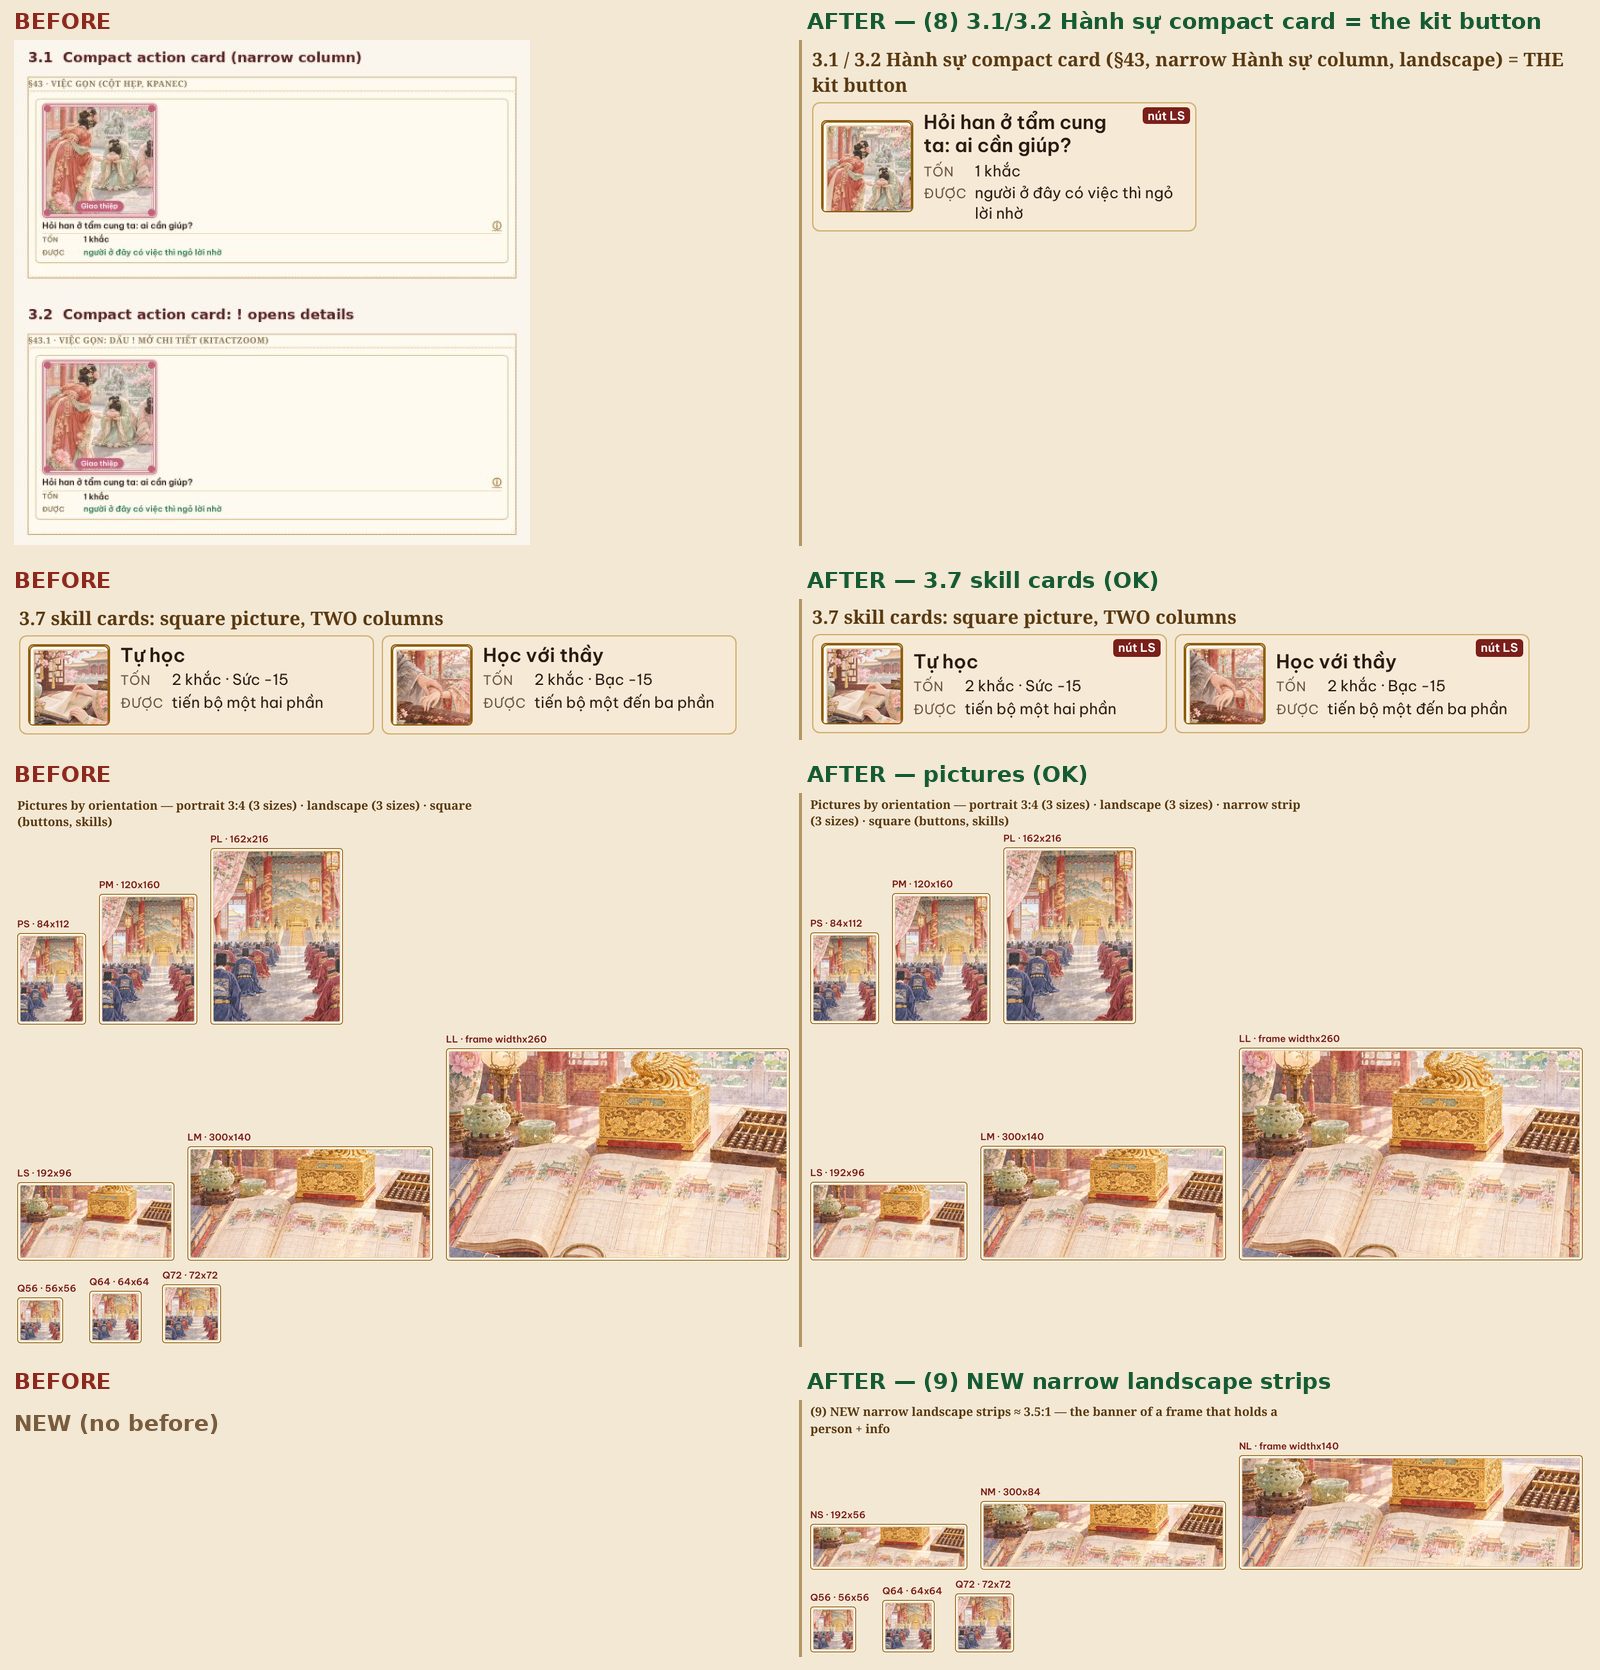 BEFORE
3.1 Compact action card (narrow column)
§43 · VIỆC GỌN (CỘT HẸP, KPANEC)
Giao thiệp
Hỏi han ở tẩm cung ta: ai cần giúp?
TỐN 1 khắc
ĐƯỢC người ở đây có việc thì ngỏ lời nhờ
3.2 Compact action card: ! opens details
§43.1 · VIỆC GỌN: DẤU ! MỞ CHI TIẾT (KITACTZOOM)
Giao thiệp
Hỏi han ở tẩm cung ta: ai cần giúp?
TỐN 1 khắc
ĐƯỢC người ở đây có việc thì ngỏ lời nhờ
AFTER — (8) 3.1/3.2 Hành sự compact card = the kit button
3.1 / 3.2 Hành sự compact card (§43, narrow Hành sự column, landscape) = THE
kit button
nút LS
Hỏi han ở tẩm cung
ta: ai cần giúp?
TỐN 1 khắc
ĐƯỢC người ở đây có việc thì ngỏ
lời nhờ
BEFORE
3.7 skill cards: square picture, TWO columns
Tự học
TỐN 2 khắc · Sức -15
ĐƯỢC tiến bộ một hai phần
Học với thầy
TỐN 2 khắc · Bạc -15
ĐƯỢC tiến bộ một đến ba phần
AFTER — 3.7 skill cards (OK)
3.7 skill cards: square picture, TWO columns
nút LS
Tự học
TỐN 2 khắc · Sức -15
ĐƯỢC tiến bộ một hai phần
nút LS
Học với thầy
TỐN 2 khắc · Bạc -15
ĐƯỢC tiến bộ một đến ba phần
BEFORE
Pictures by orientation — portrait 3:4 (3 sizes) · landscape (3 sizes) · square
(buttons, skills)
PL · 162x216
PM · 120x160
PS · 84x112
LL · frame widthx260
LM · 300x140
LS · 192x96
Q56 · 56x56
Q64 · 64x64
Q72 · 72x72
AFTER — pictures (OK)
Pictures by orientation — portrait 3:4 (3 sizes) · landscape (3 sizes) · narrow strip
(3 sizes) · square (buttons, skills)
PL · 162x216
PM · 120x160
PS · 84x112
LL · frame widthx260
LM · 300x140
LS · 192x96
BEFORE
NEW (no before)
AFTER — (9) NEW narrow landscape strips
(9) NEW narrow landscape strips ≈ 3.5:1 — the banner of a frame that holds a
person + info
NL · frame widthx140
NM · 300x84
NS · 192x56
Q56 · 56x56
Q64 · 64x64
Q72 · 72x72